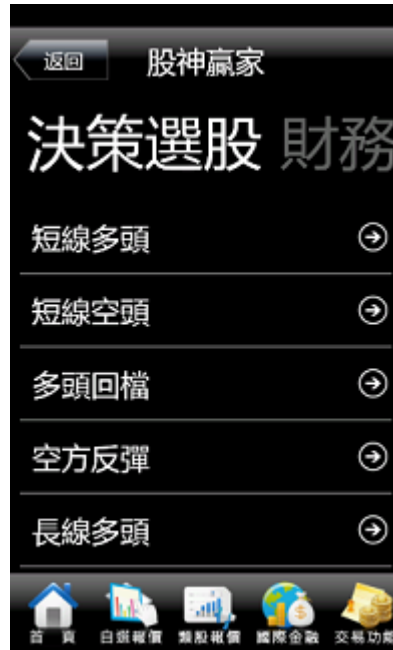 返回 股神贏家
決策選股 財務
短線多頭
短線空頭
多頭回檔
空方反彈
長線多頭
首頁 自選報價 類股報價 國際金融 交易功能